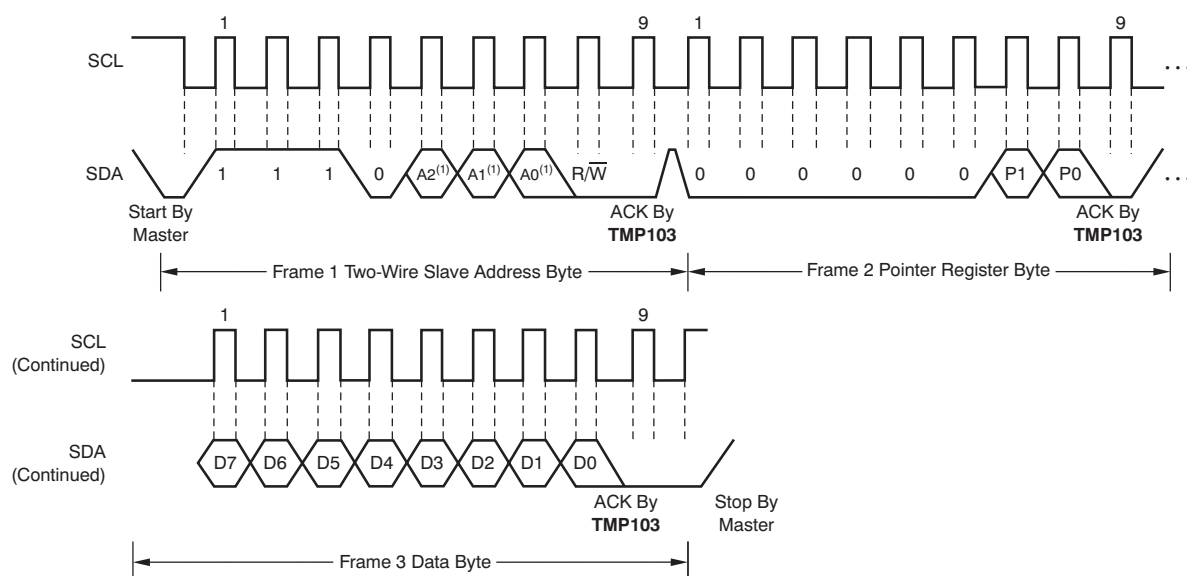 1 9 1 9
SCL ...
SDA 1 1 1 0 A2(1) A1(1) A0(1) R/W̅ 0 0 0 0 0 0 P1 P0 ...
Start By
Master
ACK By
TMP103
ACK By
TMP103
Frame 1 Two-Wire Slave Address Byte
Frame 2 Pointer Register Byte
1 9
SCL
(Continued)
SDA
(Continued)
D7 D6 D5 D4 D3 D2 D1 D0
ACK By
TMP103
Stop By
Master
Frame 3 Data Byte